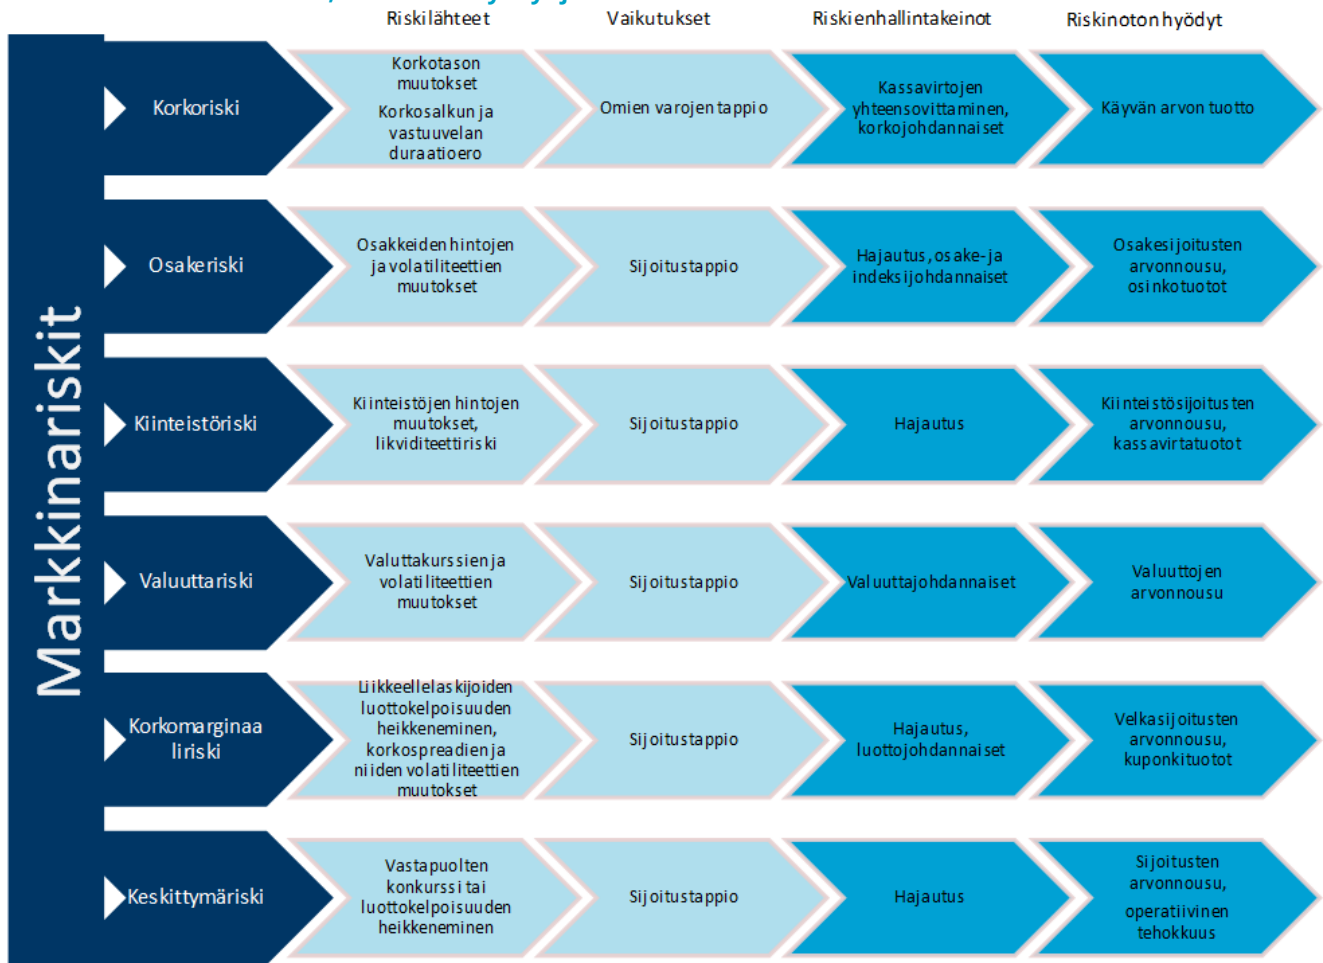 Riskilähteet
Vaikutukset
Riskienhallintakeinot
Riskinoton hyödyt
Markkinariskit
Korkoriski
Korkotason
muutokset
Korkosalkun ja
vastuuvelan
duraatioero
Omien varojen tappio
Kassavirtojen
yhteensovittaminen,
korkojohdannaiset
Käyvän arvon tuotto
Osakeriski
Osakkeiden hintojen
ja volatiliteettien
muutokset
Sijoitustappio
Hajautus, osake- ja
indeksijohdannaiset
Osakesijoitusten
arvonnousu,
osinkotuotot
Kiinteistöriski
Kiinteistöjen hintojen
muutokset,
likviditeettiriski
Sijoitustappio
Hajautus
Kiinteistösijoitusten
arvonnousu,
kassavirtatuotot
Valuuttariski
Valuttakurssien ja
volatiliteettien
muutokset
Sijoitustappio
Valuuttajohdannaiset
Valuuttojen
arvonnousu
Korkomarginaa
liriski
Liikkeellelaskijoiden
luottokelpoisuuden
heikkeneminen,
korkospreadien ja
niiden volatiliteettien
muutokset
Sijoitustappio
Hajautus,
luottojohdannaiset
Velkasijoitusten
arvonnousu,
kuponkituotot
Keskittymäriski
Vastapuolten
konkurssi tai
luottokelpoisuuden
heikkeneminen
Sijoitustappio
Hajautus
Sijoitusten
arvonnousu,
operatiivinen
tehokkuus